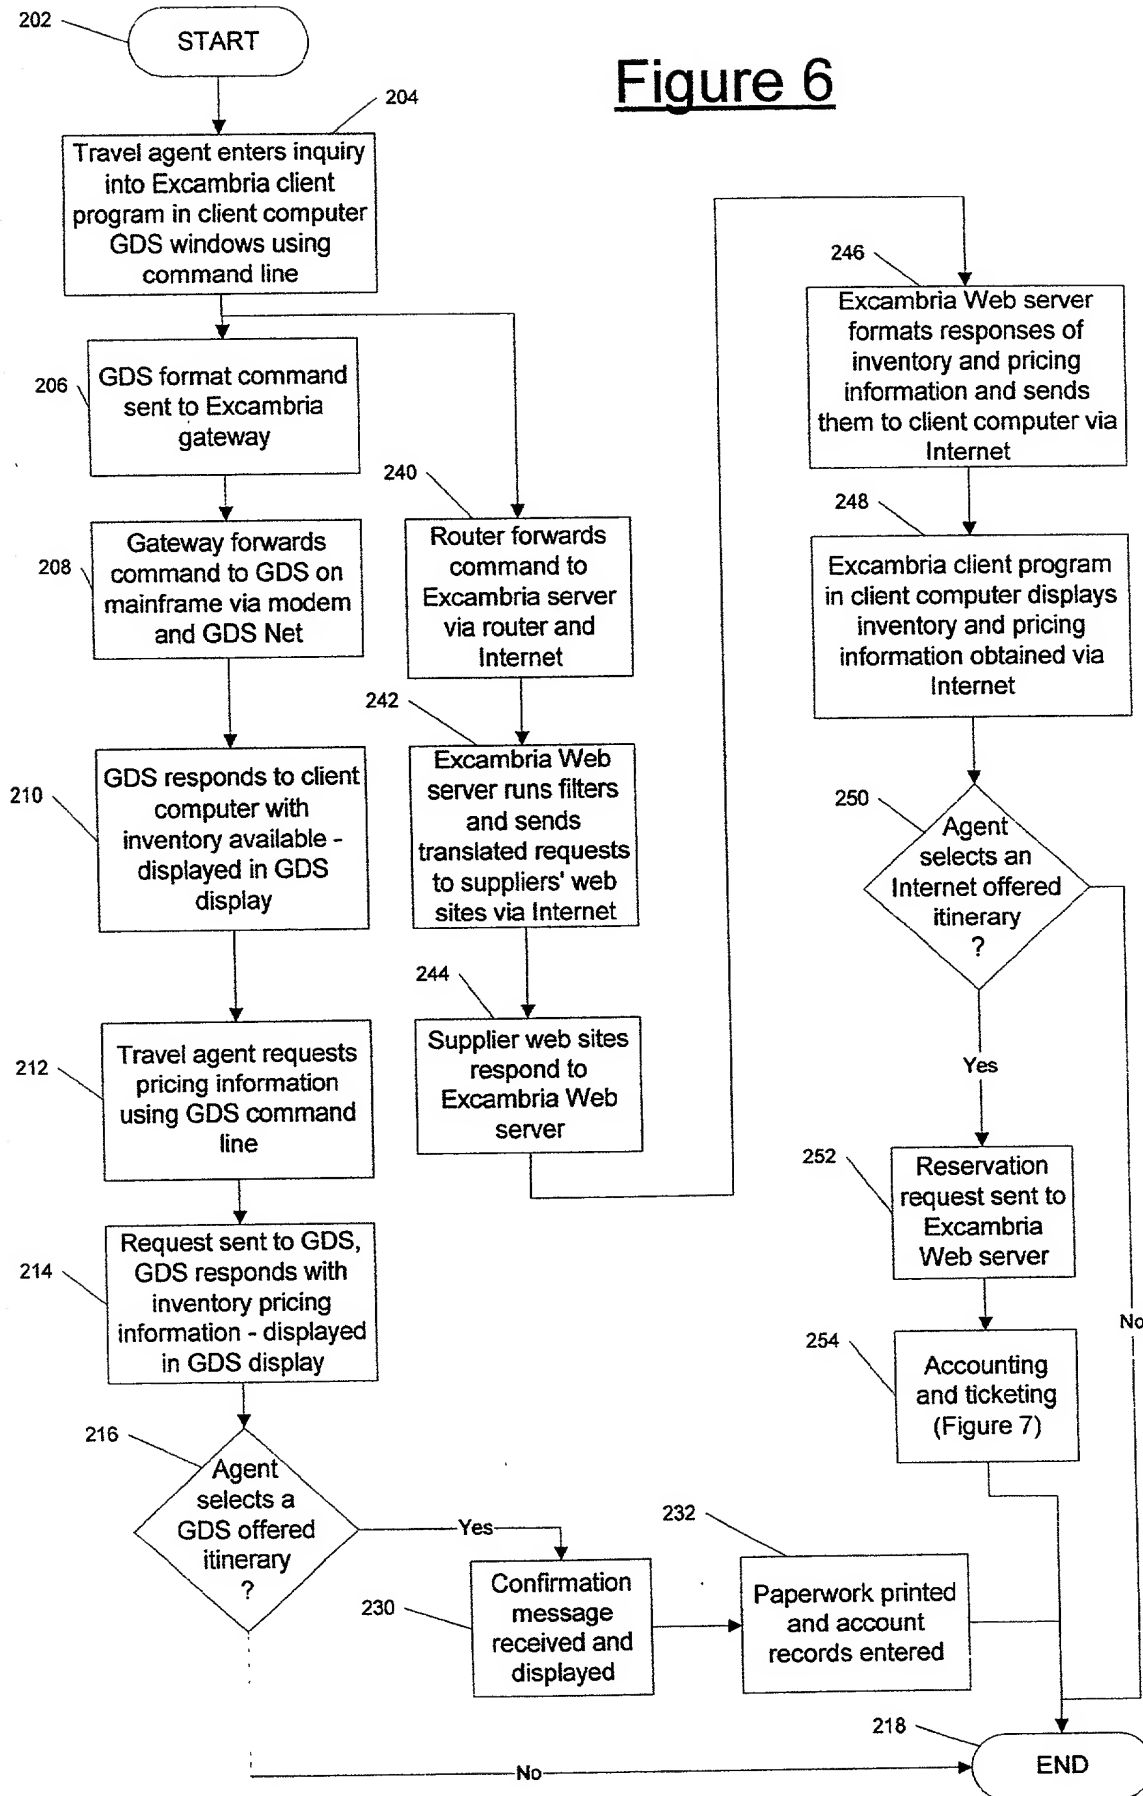 202
START
Figure 6
204
Travel agent enters inquiry
into Excambria client
program in client computer
GDS windows using
command line
206
GDS format command
sent to Excambria
gateway
208
Gateway forwards
command to GDS on
mainframe via modem
and GDS Net
210
GDS responds to client
computer with
inventory available -
displayed in GDS
display
212
Travel agent requests
pricing information
using GDS command
line
214
Request sent to GDS,
GDS responds with
inventory pricing
information - displayed
in GDS display
216
Agent
selects a
GDS offered
itinerary
?
Yes
230
Confirmation
message
received and
displayed
232
Paperwork printed
and account
records entered
No
240
Router forwards
command to
Excambria server
via router and
Internet
242
Excambria Web
server runs filters
and sends
translated requests
to suppliers' web
sites via Internet
244
Supplier web sites
respond to
Excambria Web
server
246
Excambria Web server
formats responses of
inventory and pricing
information and sends
them to client computer via
Internet
248
Excambria client program
in client computer displays
inventory and pricing
information obtained via
Internet
250
Agent
selects an
Internet offered
itinerary
?
Yes
No
252
Reservation
request sent to
Excambria
Web server
254
Accounting
and ticketing
(Figure 7)
218
END